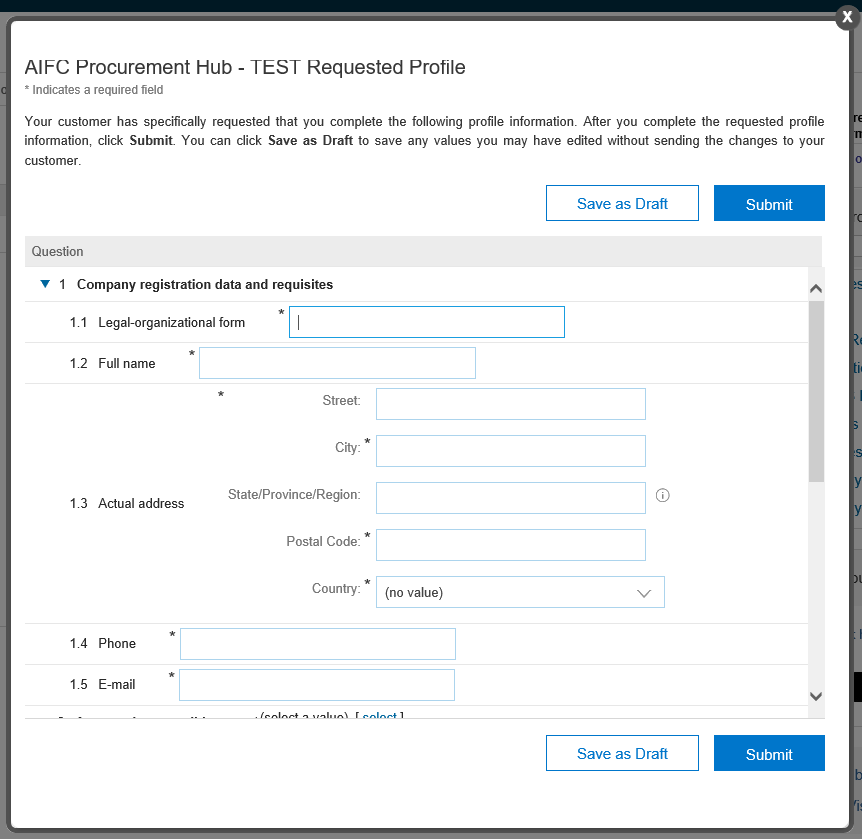 X
AIFC Procurement Hub - TEST Requested Profile
* Indicates a required field
Your customer has specifically requested that you complete the following profile information. After you complete the requested profile
information, click Submit. You can click Save as Draft to save any values you may have edited without sending the changes to your
customer.
Save as Draft Submit
Question
1 Company registration data and requisites
1.1 Legal-organizational form *
1.2 Full name *
* Street:
City: *
State/Province/Region:
1.3 Actual address
Postal Code: *
Country: * (no value)
1.4 Phone *
1.5 E-mail *
(select a value) [ select ]
Save as Draft Submit